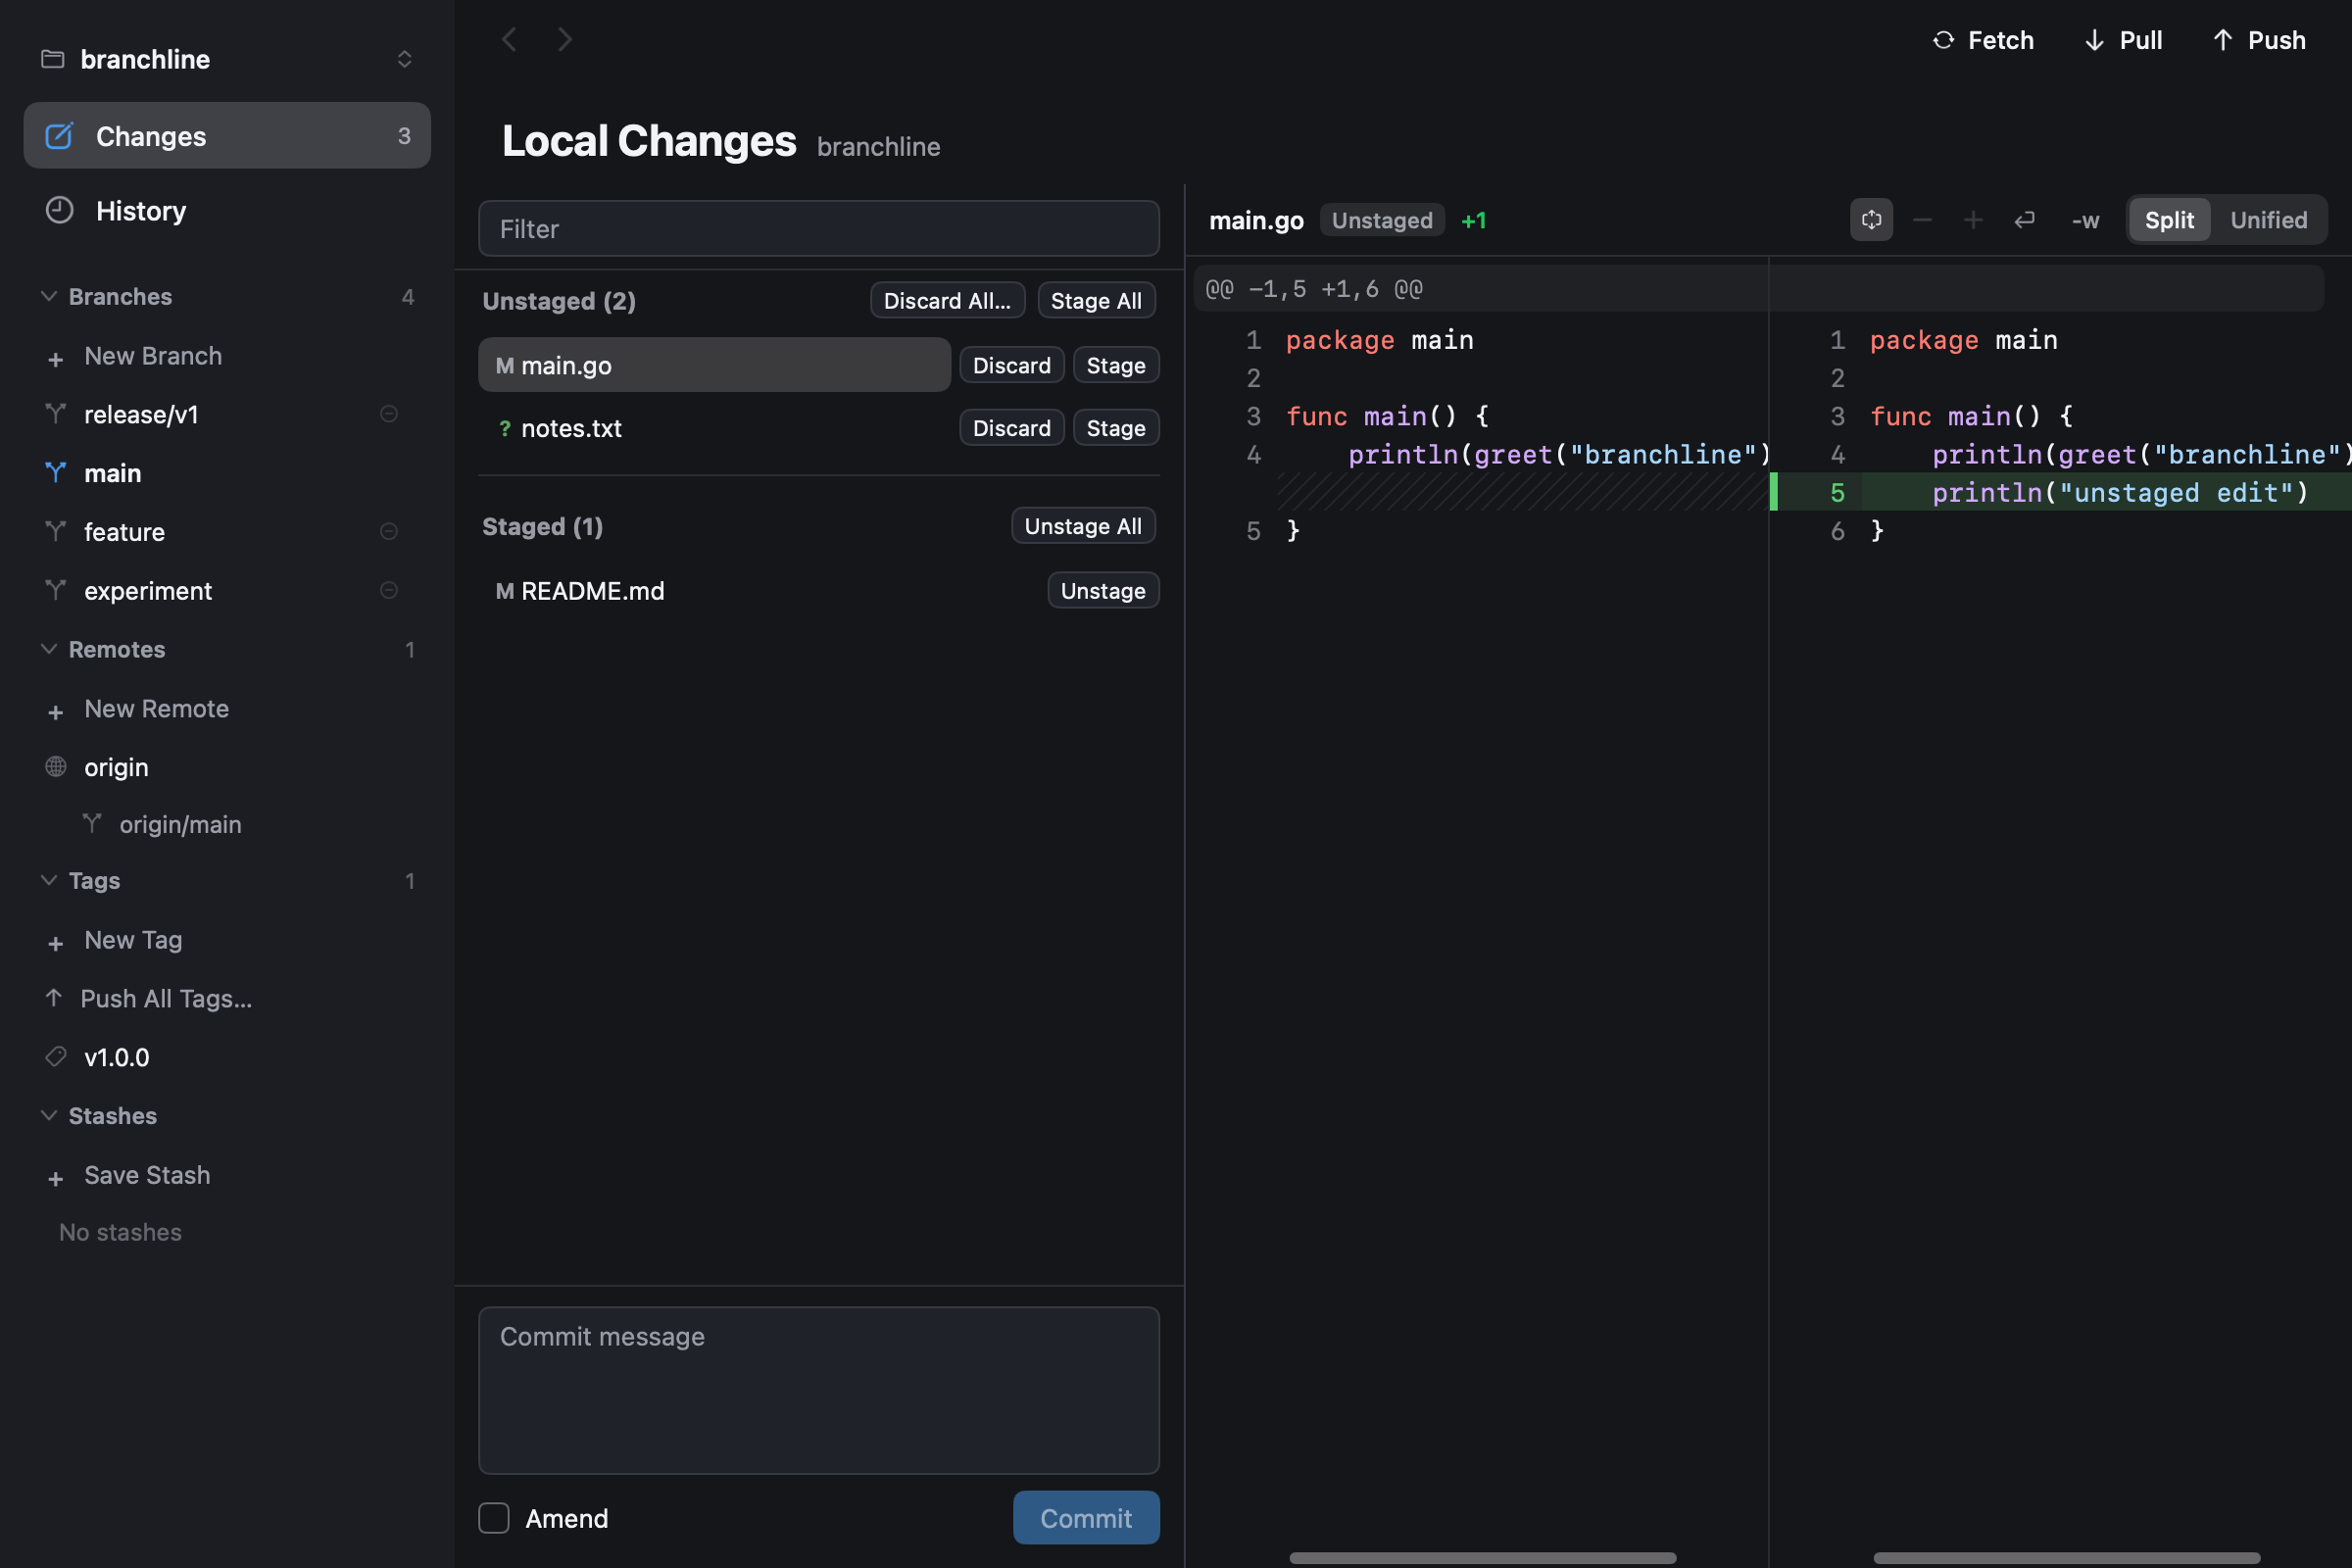 branchline
Changes 3
History
Branches 4
+ New Branch
release/v1
main
feature
experiment
Remotes 1
+ New Remote
origin
origin/main
Tags 1
+ New Tag
Push All Tags...
v1.0.0
Stashes
+ Save Stash
No stashes
Fetch Pull Push
Local Changes branchline
Filter
Unstaged (2) Discard All... Stage All
M main.go Discard Stage
? notes.txt Discard Stage
Staged (1) Unstage All
M README.md Unstage
Commit message
Amend Commit
main.go Unstaged +1 -w Split Unified
@@ -1,5 +1,6 @@
1 package main
2
3 func main() {
4 println(greet("branchline")
5 }
1 package main
2
3 func main() {
4 println(greet("branchline")
5 println("unstaged edit")
6 }